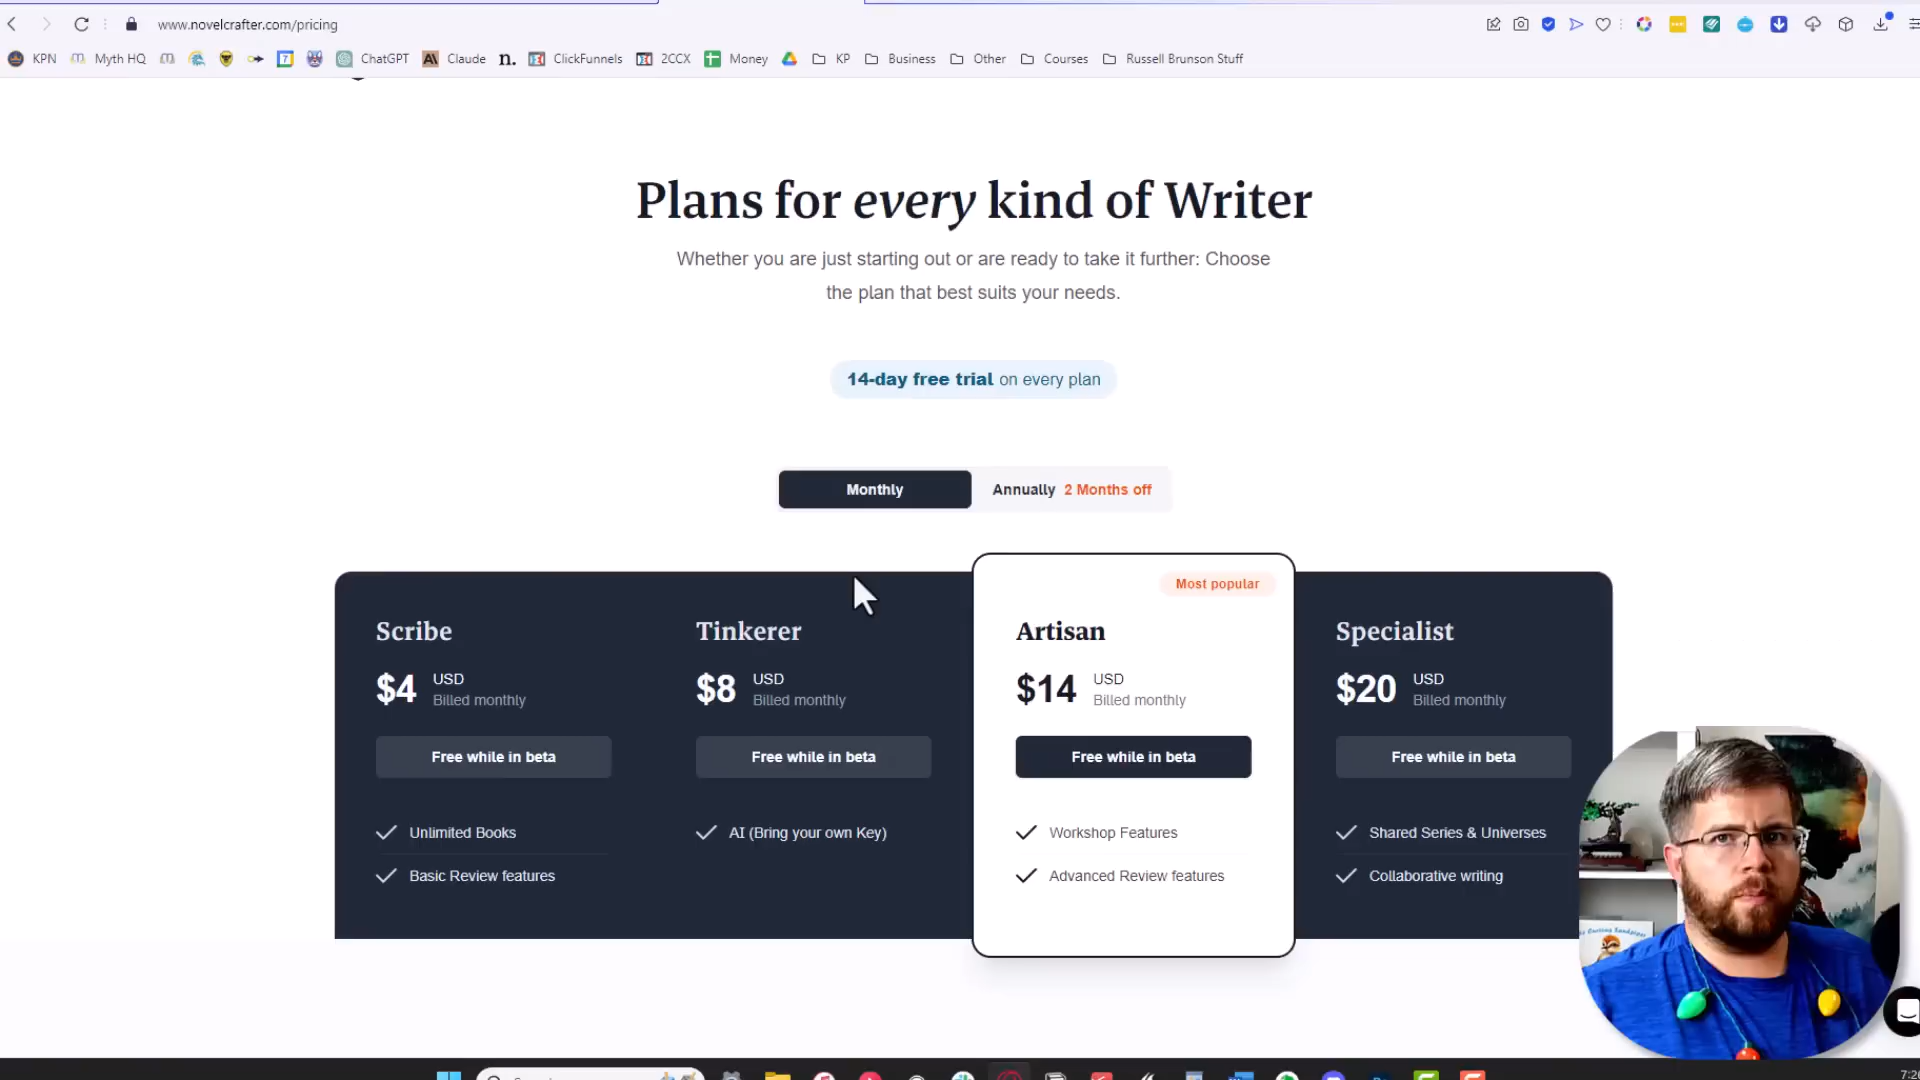 www.novelcrafter.com/pricing
KPN Myth HQ 7 ChatGPT Claude n. ClickFunnels 2CCX Money KP Business Other Courses Russell Brunson Stuff
Plans for every kind of Writer
Whether you are just starting out or are ready to take it further: Choose
the plan that best suits your needs.
14-day free trial on every plan
Monthly
Annually 2 Months off
Scribe
$4 USD
Billed monthly
Free while in beta
Unlimited Books
Basic Review features
Tinkerer
$8 USD
Billed monthly
Free while in beta
AI (Bring your own Key)
Most popular
Artisan
$14 USD
Billed monthly
Free while in beta
Workshop Features
Advanced Review features
Specialist
$20 USD
Billed monthly
Free while in beta
Shared Series & Universes
Collaborative writing